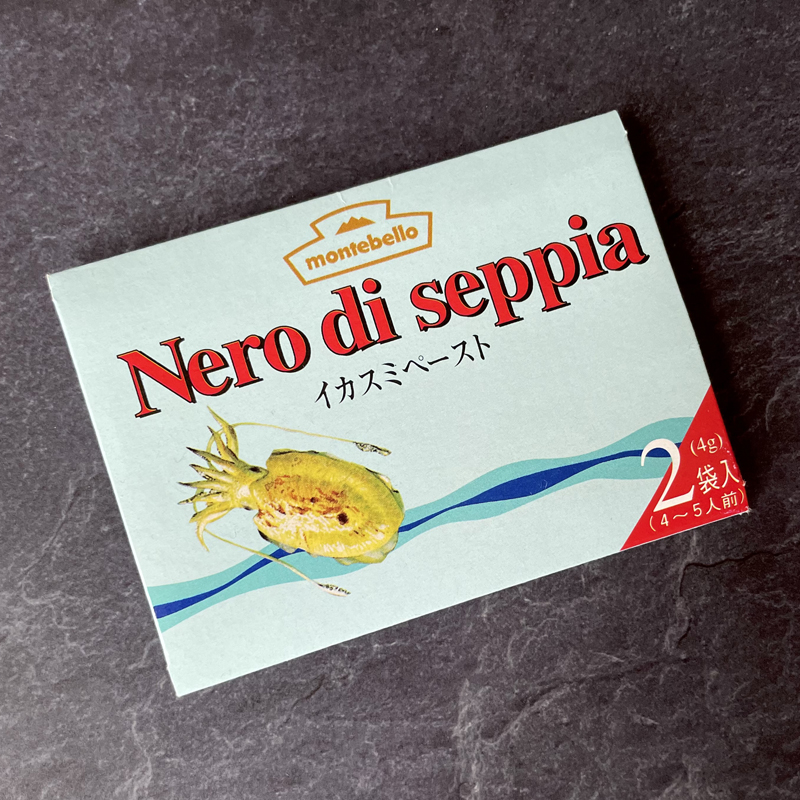 montebello
Nero di seppia
イカスミペースト
(4g)
2袋入
(4～5人前)